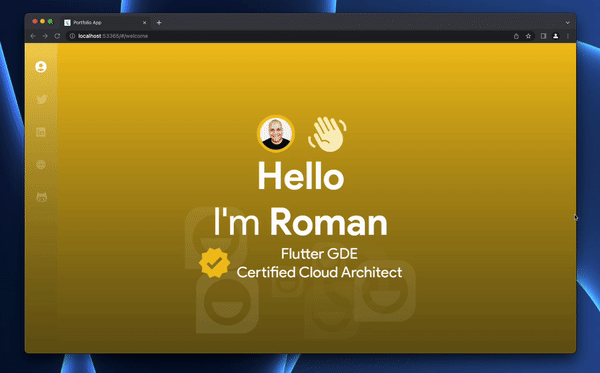 Portfolio App
localhost:53365/#/welcome
Hello
I'm Roman
Flutter GDE
Certified Cloud Architect